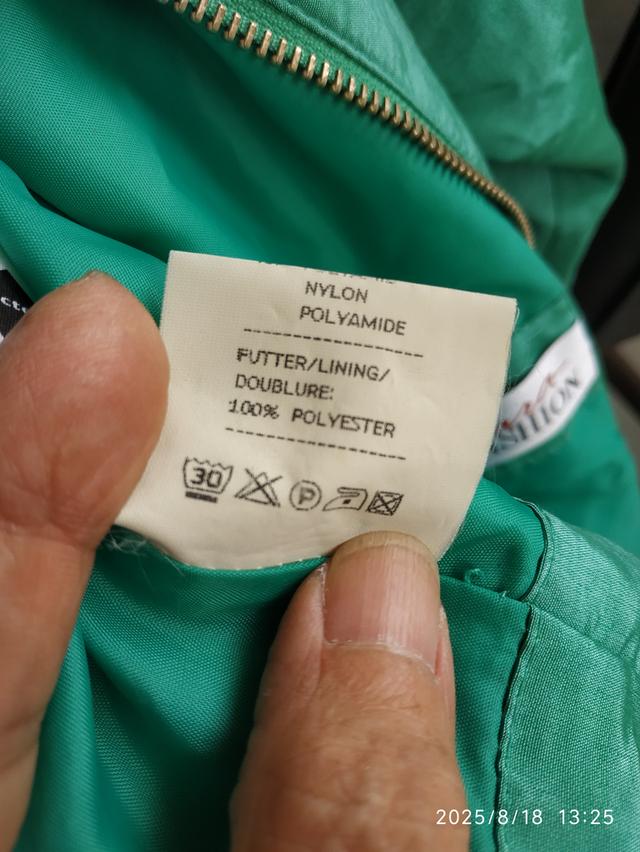 NYLON
POLYAMIDE
FUTTER/LINING/
DOUBLURE:
100% POLYESTER
30
P
2025/8/18 13:25